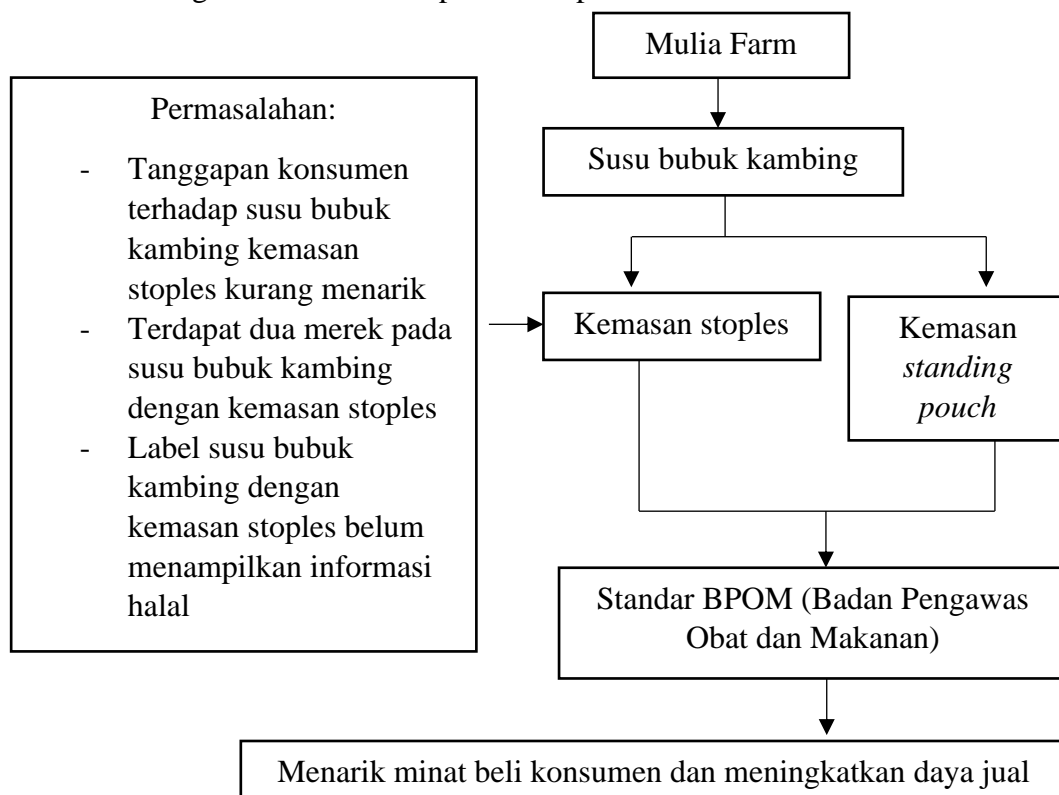 Mulia Farm
Permasalahan:
- Tanggapan konsumen
terhadap susu bubuk
kambing kemasan
stoples kurang menarik
- Terdapat dua merek pada
susu bubuk kambing
dengan kemasan stoples
- Label susu bubuk
kambing dengan
kemasan stoples belum
menampilkan informasi
halal
Susu bubuk kambing
Kemasan stoples
Kemasan
standing
pouch
Standar BPOM (Badan Pengawas
Obat dan Makanan)
Menarik minat beli konsumen dan meningkatkan daya jual